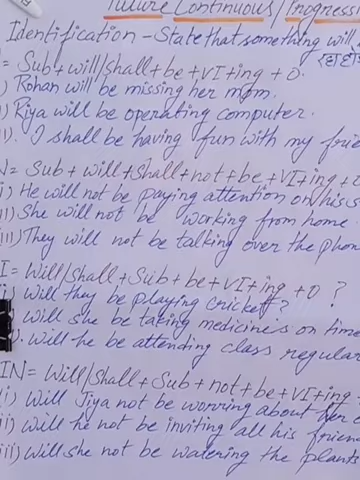 Future Continuous/Progressi
Identification - State that something will
= Sub + will/shall + be + VI + ing + O.
) Rohan will be missing her mom.
) Riya will be operating computer.
). I shall be having fun with my frie
N = Sub + will + shall + not + be + VI + ing +
i) He will not be paying attention on his s
ii) She will not be working from home.
iii) They will not be talking over the phon
I = Will/Shall + Sub + be + VI + ing + O ?
) Will they be playing cricket?
Will she be taking medicines on time
). Will he be attending class regular
IN = Will/Shall + Sub + not + be + VI + ing +
(i) Will Jiya not be worring about her e
ii) Will he not be inviting all his frien
iii) Will she not be watering the plants